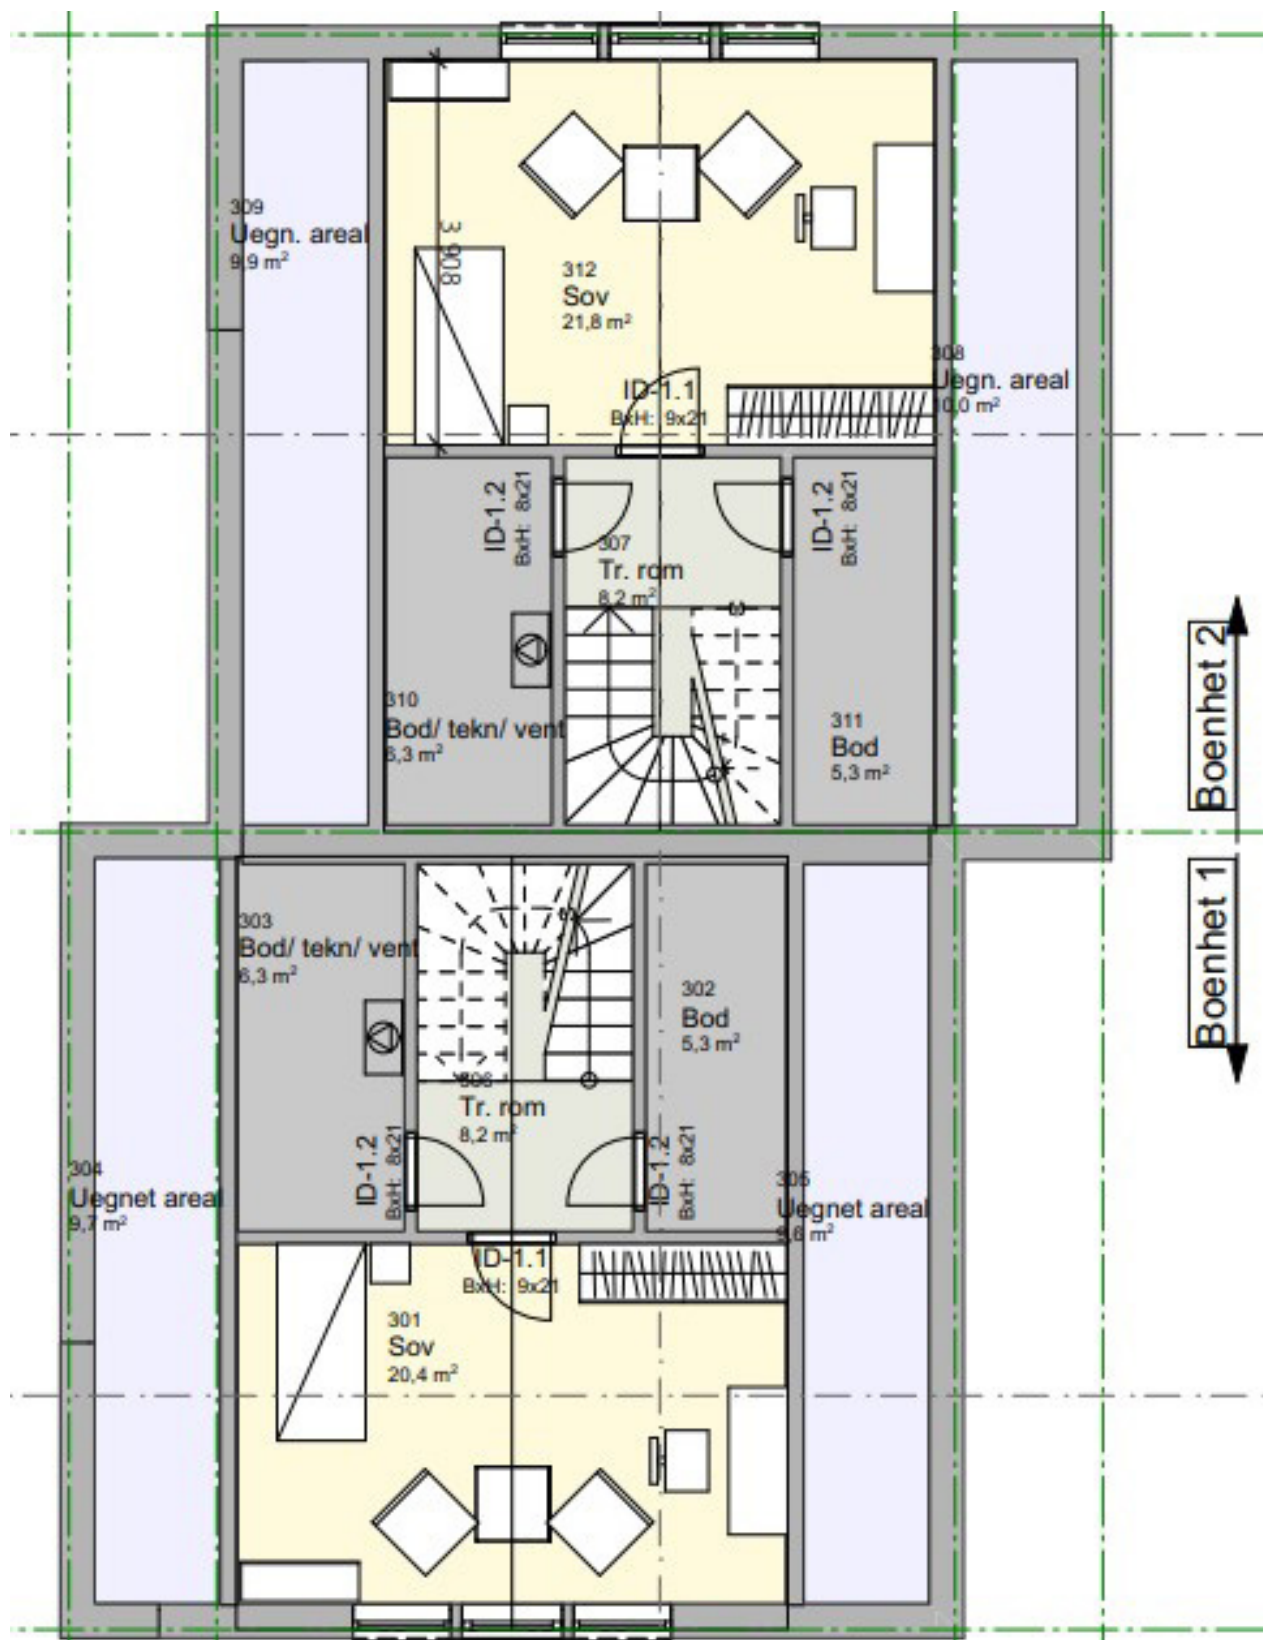 309
Uegn. areal
9,9 m²
3 908
312
Sov
21,8 m²
308
Uegn. areal
10,0 m²
ID-1.1
BxH: 9x21
ID-1.2
BxH: 8x21
ID-1.2
BxH: 8x21
307
Tr. rom
8,2 m²
310
Bod/ tekn/ vent
6,3 m²
311
Bod
5,3 m²
Boenhet 2
Boenhet 1
303
Bod/ tekn/ vent
6,3 m²
302
Bod
5,3 m²
306
Tr. rom
8,2 m²
ID-1.2
BxH: 8x21
ID-1.2
BxH: 8x21
304
Uegnet areal
9,7 m²
305
Uegnet areal
9,6 m²
ID-1.1
BxH: 9x21
301
Sov
20,4 m²